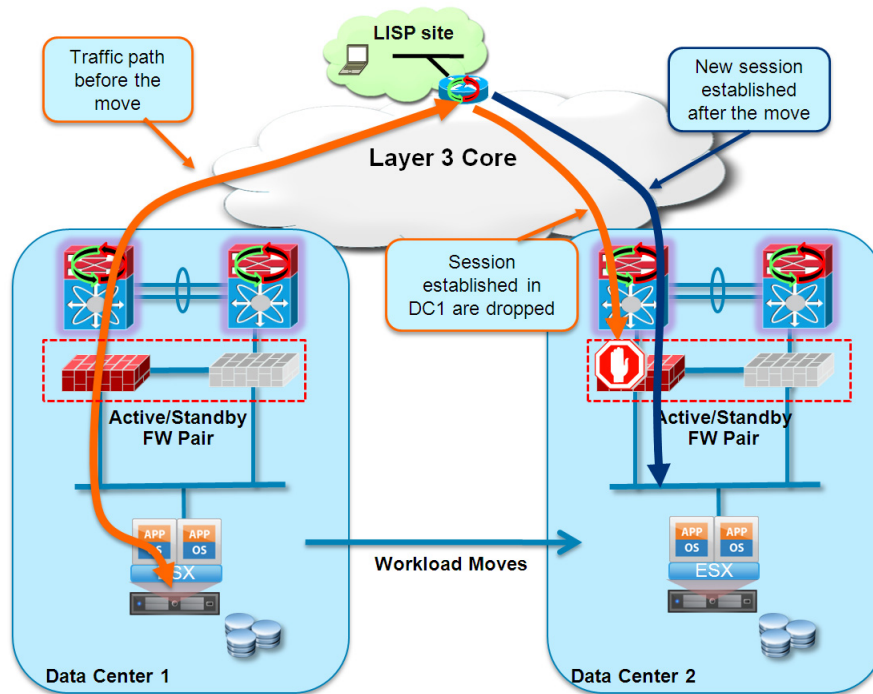 LISP site
Traffic path
before the
move
New session
established
after the move
Layer 3 Core
Session
established in
DC1 are dropped
Active/Standby
FW Pair
Active/Standby
FW Pair
APP
OS
APP
OS
ESX
APP
OS
APP
OS
ESX
Workload Moves
Data Center 1
Data Center 2